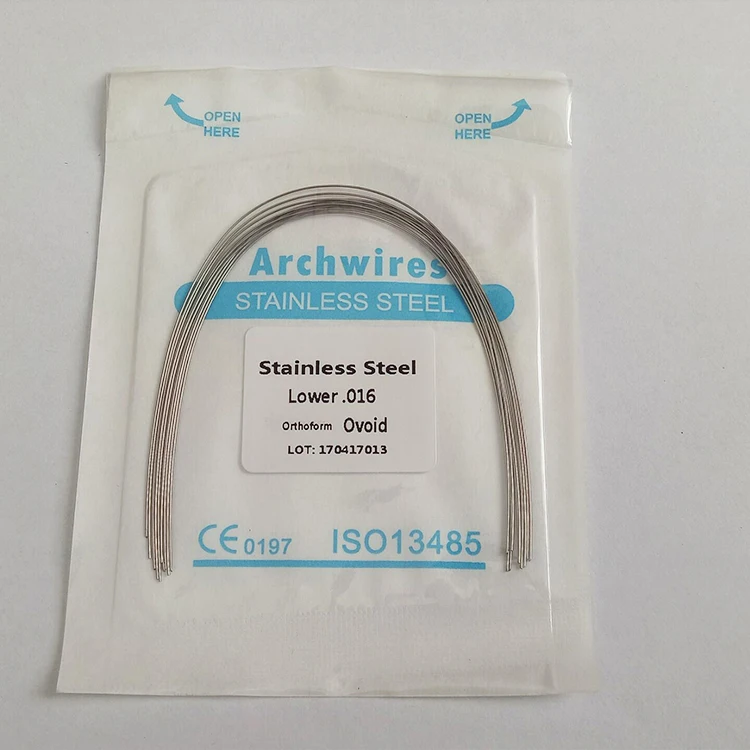 OPEN
HERE
OPEN
HERE
Archwires
STAINLESS STEEL
Stainless Steel
Lower .016
Orthoform Ovoid
LOT: 170417013
CE 0197 ISO13485